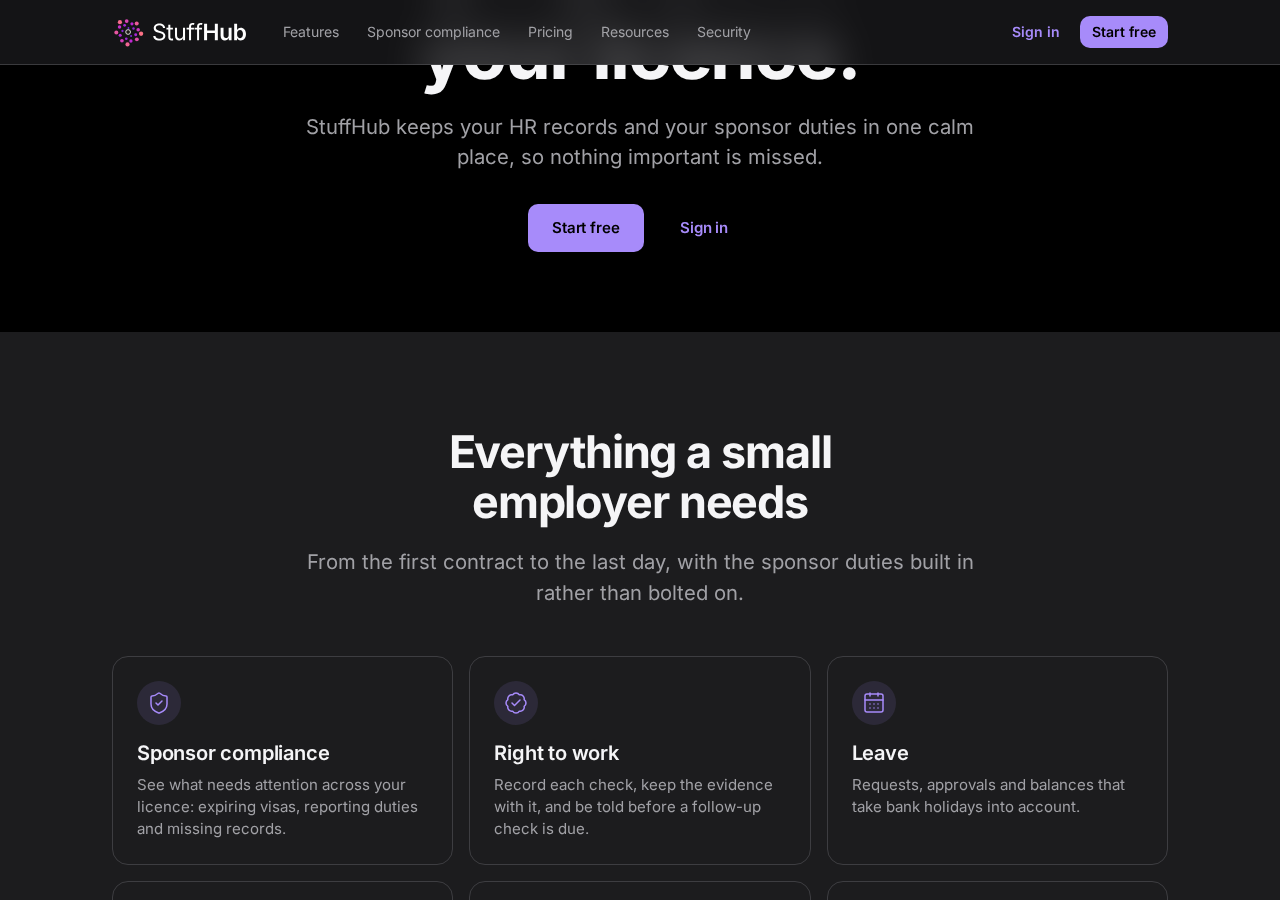 StuffHub Features Sponsor compliance Pricing Resources Security Sign in Start free
your licence.
StuffHub keeps your HR records and your sponsor duties in one calm
place, so nothing important is missed.
Start free Sign in
Everything a small
employer needs
From the first contract to the last day, with the sponsor duties built in
rather than bolted on.
Sponsor compliance
See what needs attention across your
licence: expiring visas, reporting duties
and missing records.
Right to work
Record each check, keep the evidence
with it, and be told before a follow-up
check is due.
Leave
Requests, approvals and balances that
take bank holidays into account.